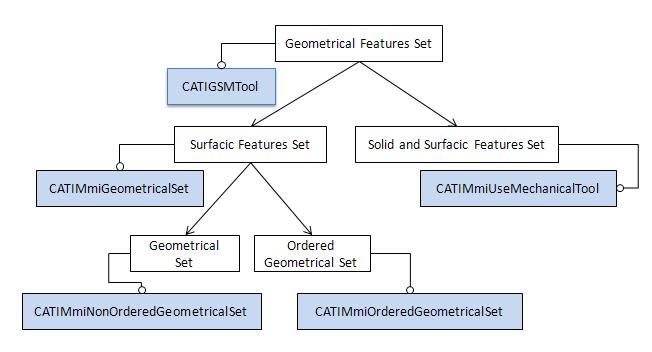 Geometrical Features Set
CATIGSMTool
Surfacic Features Set
Solid and Surfacic Features Set
CATIMmiGeometricalSet
CATIMmiUseMechanicalTool
Geometrical
Set
Ordered
Geometrical Set
CATIMmiNonOrderedGeometricalSet
CATIMmiOrderedGeometricalSet